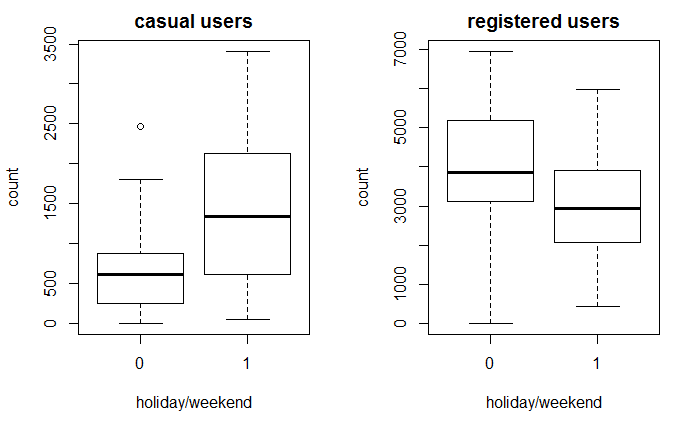 casual users
3500
2500
1500
500
0
count
0 1
holiday/weekend
registered users
7000
5000
3000
1000
0
count
0 1
holiday/weekend